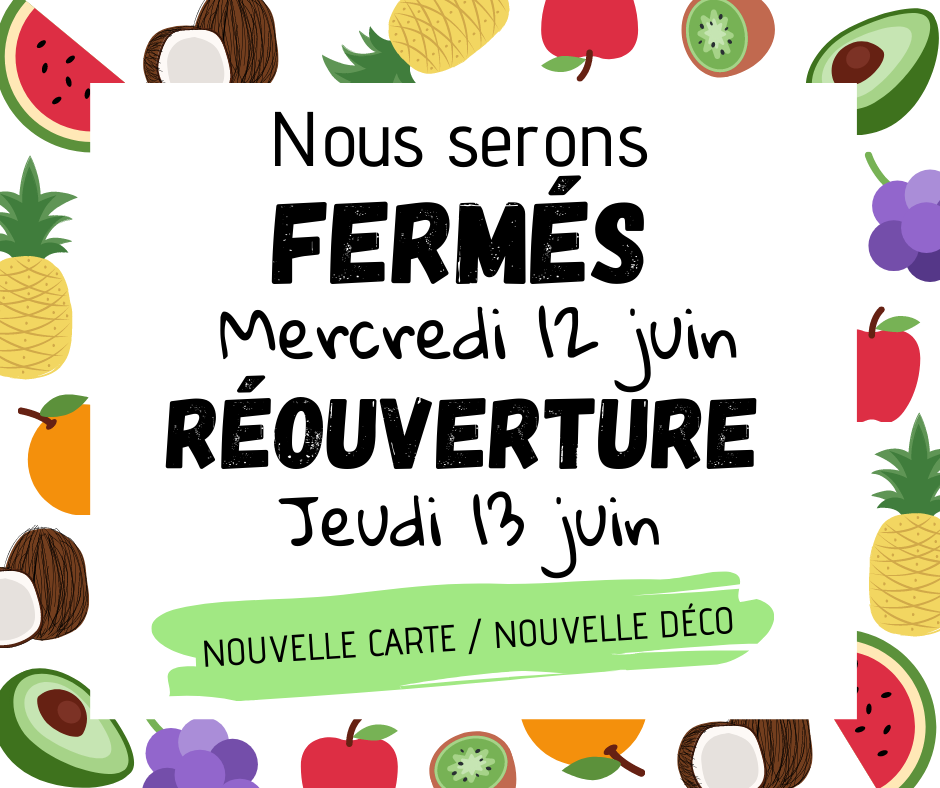 Nous serons
FERMÉS
Mercredi 12 juin
RÉOUVERTURE
Jeudi 13 juin
NOUVELLE CARTE / NOUVELLE DÉCO